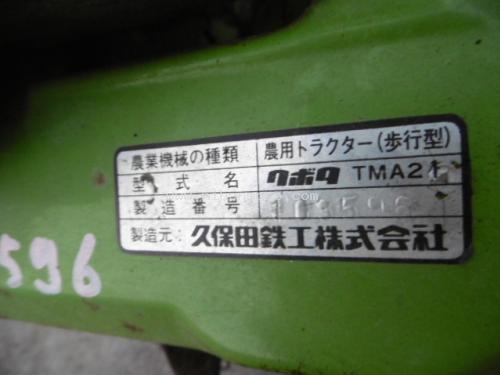 農業機械の種類 農用トラクター(歩行型)
型式名 クボタ TMA21
製造番号
製造元: 久保田鉄工株式会社
596